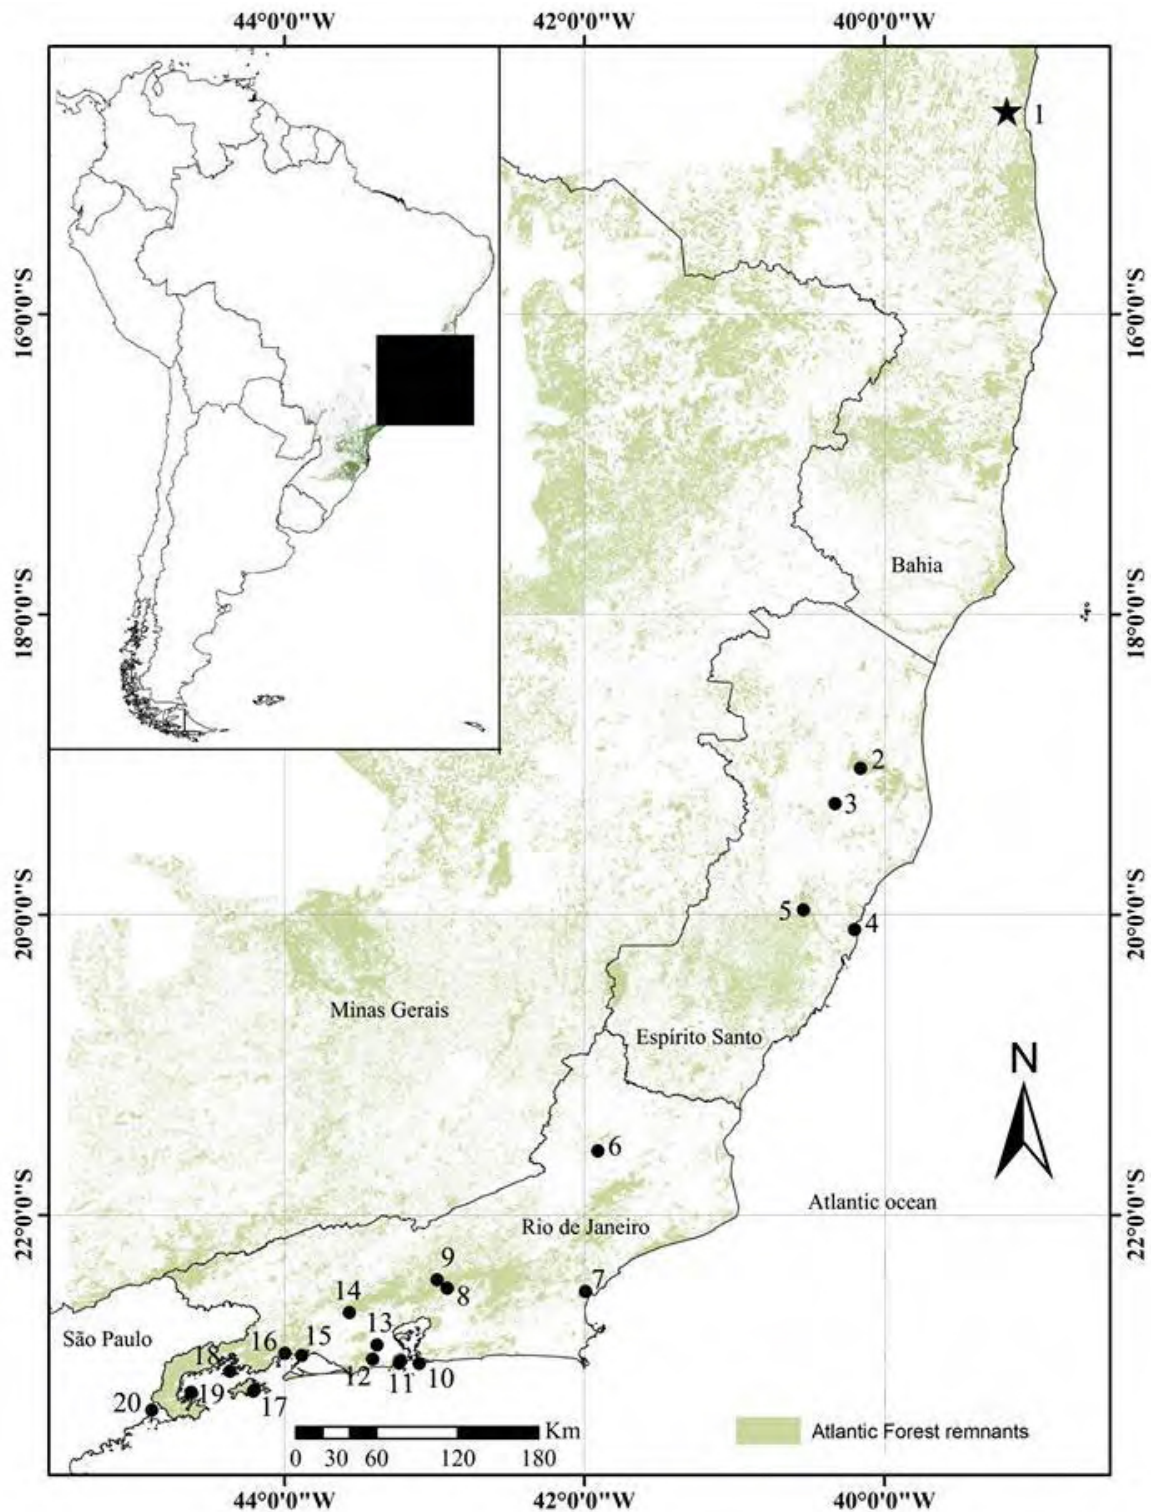 44°0'0"W
42°0'0"W
40°0'0"W
1
16°0'0"S
16°0'0"S
Bahia
18°0'0"S
18°0'0"S
2
3
20°0'0"S
5
4
20°0'0"S
Minas Gerais
Espírito Santo
N
6
22°0'0"S
Rio de Janeiro
Atlantic ocean
22°0'0"S
9
8
7
14
13
São Paulo
16
15
18
12
11
10
20
19
17
Km
0 30 60 120 180
Atlantic Forest remnants
44°0'0"W
42°0'0"W
40°0'0"W